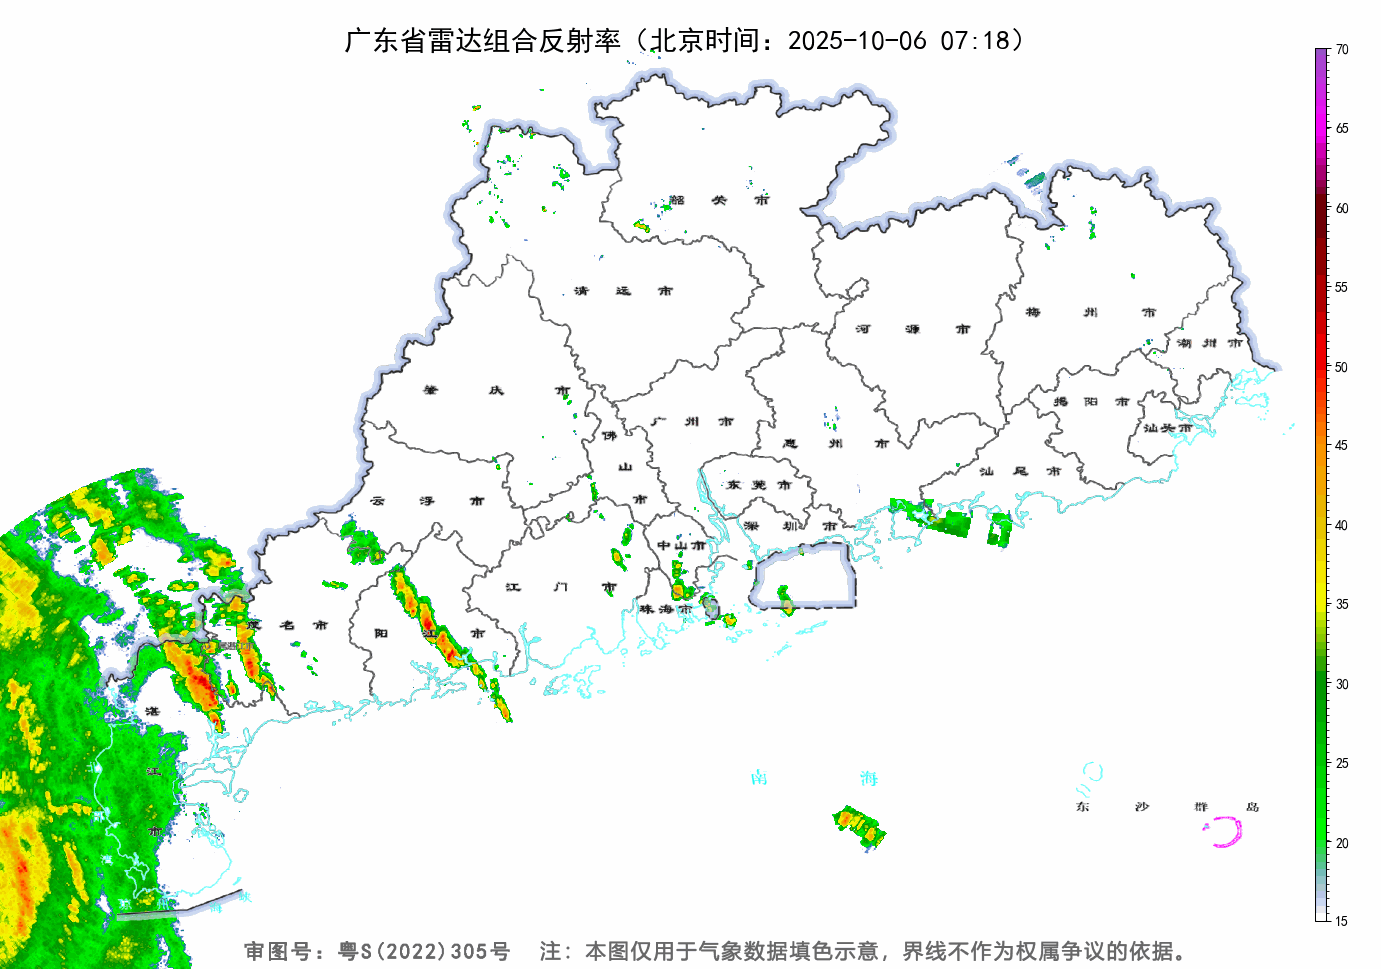 广东省雷达组合反射率（北京时间：2025-10-06 07:18）
70
65
60
55
50
45
40
35
30
25
20
15
韶关市
清远市
河源市
梅州市
潮州市
肇庆市
广州市
佛山市
惠州市
揭阳市
汕头市
汕尾市
云浮市
东莞市
深圳市
中山市
江门市
珠海市
茂名市
阳江市
湛江市
南海
东沙群岛
审图号：粤S(2022)305号 注：本图仅用于气象数据填色示意，界线不作为权属争议的依据。